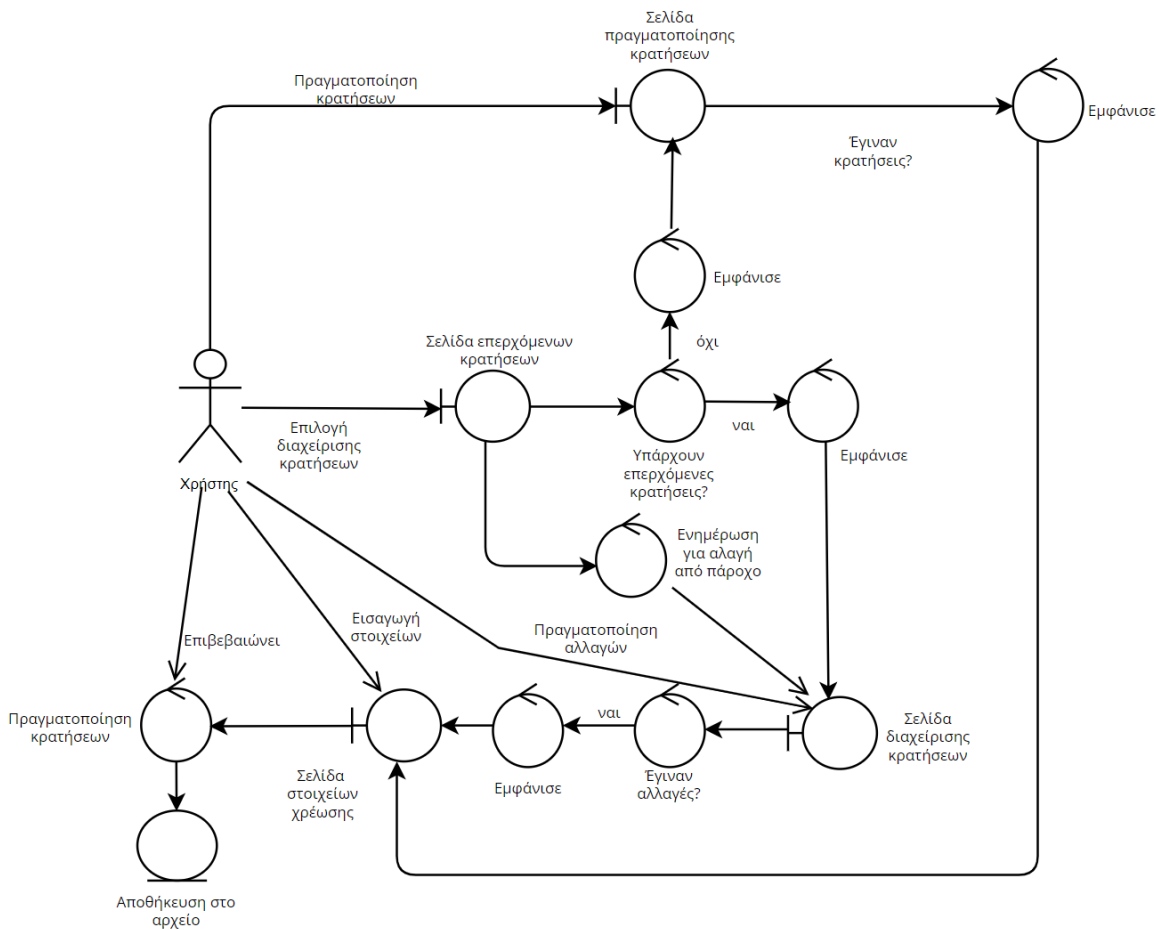 Σελίδα
πραγματοποίησης
κρατήσεων
Πραγματοποίηση
κρατήσεων
Εμφάνισε
Έγιναν
κρατήσεις?
Εμφάνισε
όχι
Σελίδα επερχόμενων
κρατήσεων
ναι
Επιλογή
διαχείρισης
κρατήσεων
Υπάρχουν
επερχόμενες
κρατήσεις?
Εμφάνισε
Χρήστης
Ενημέρωση
για αλαγή
από πάροχο
Εισαγωγή
στοιχείων
Πραγματοποίηση
αλλαγών
Επιβεβαιώνει
Πραγματοποίηση
κρατήσεων
ναι
Σελίδα
διαχείρισης
κρατήσεων
Σελίδα
στοιχείων
χρέωσης
Εμφάνισε
Έγιναν
αλλαγές?
Αποθήκευση στο
αρχείο